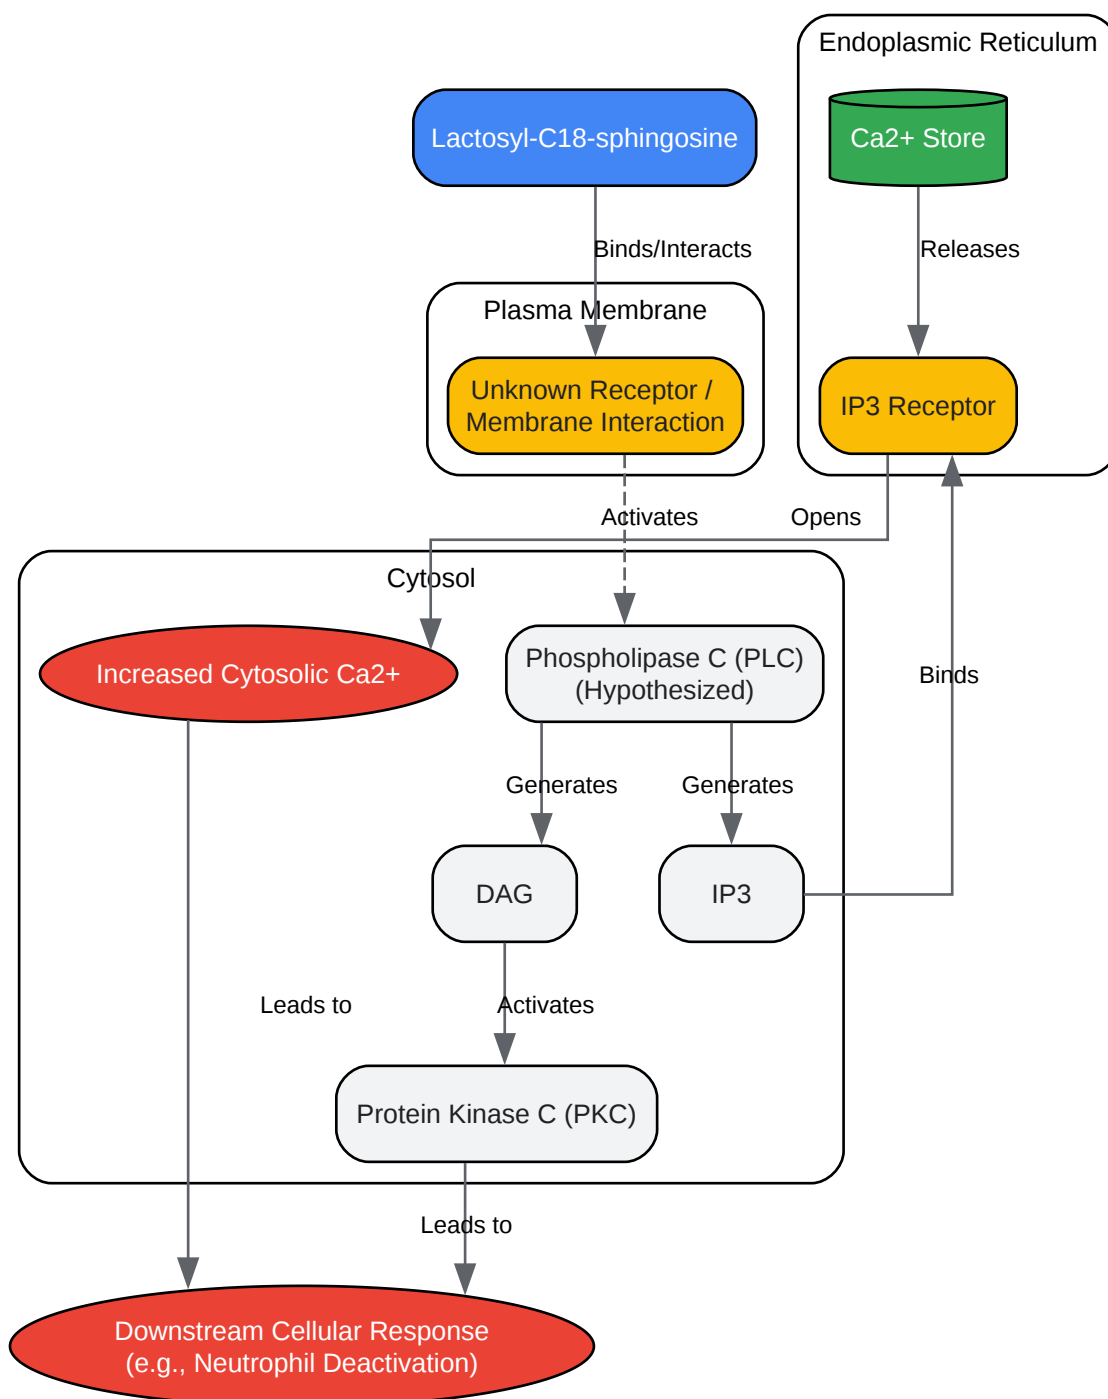 Endoplasmic Reticulum
Lactosyl-C18-sphingosine
Ca2+ Store
Binds/Interacts
Releases
Plasma Membrane
Unknown Receptor /
Membrane Interaction
IP3 Receptor
Activates
Opens
Cytosol
Increased Cytosolic Ca2+
Phospholipase C (PLC)
(Hypothesized)
Binds
Generates
Generates
DAG
IP3
Leads to
Activates
Protein Kinase C (PKC)
Leads to
Downstream Cellular Response
(e.g., Neutrophil Deactivation)